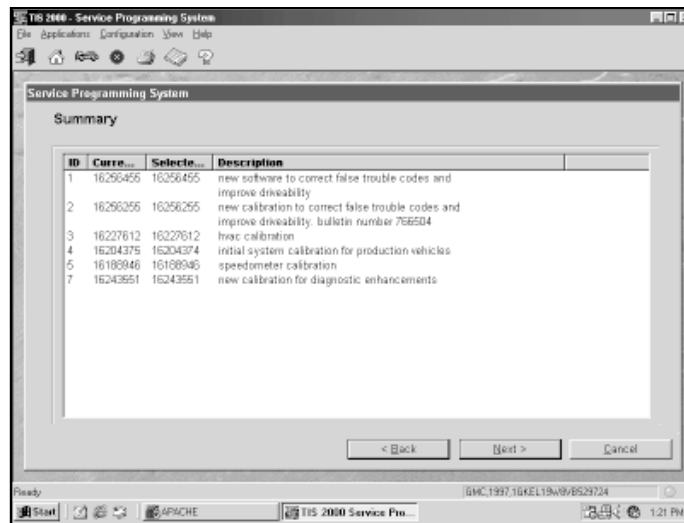 TIS 2000 - Service Programming System
File Applications Configuration View Help
Service Programming System
Summary
ID Curre... Selecte... Description
1 16256455 16256455 new software to correct false trouble codes and
improve driveability
2 16256255 16256255 new calibration to correct false trouble codes and
improve driveability. bulletin number 766504
3 16227612 16227612 hvac calibration
4 16204375 16204374 initial system calibration for production vehicles
5 16188946 16188946 speedometer calibration
7 16243551 16243551 new calibration for diagnostic enhancements
< Back Next > Cancel
Ready GMC,1997,1GKEL19W8VB529724
Start APACHE TIS 2000 Service Pro... 1:21 PM